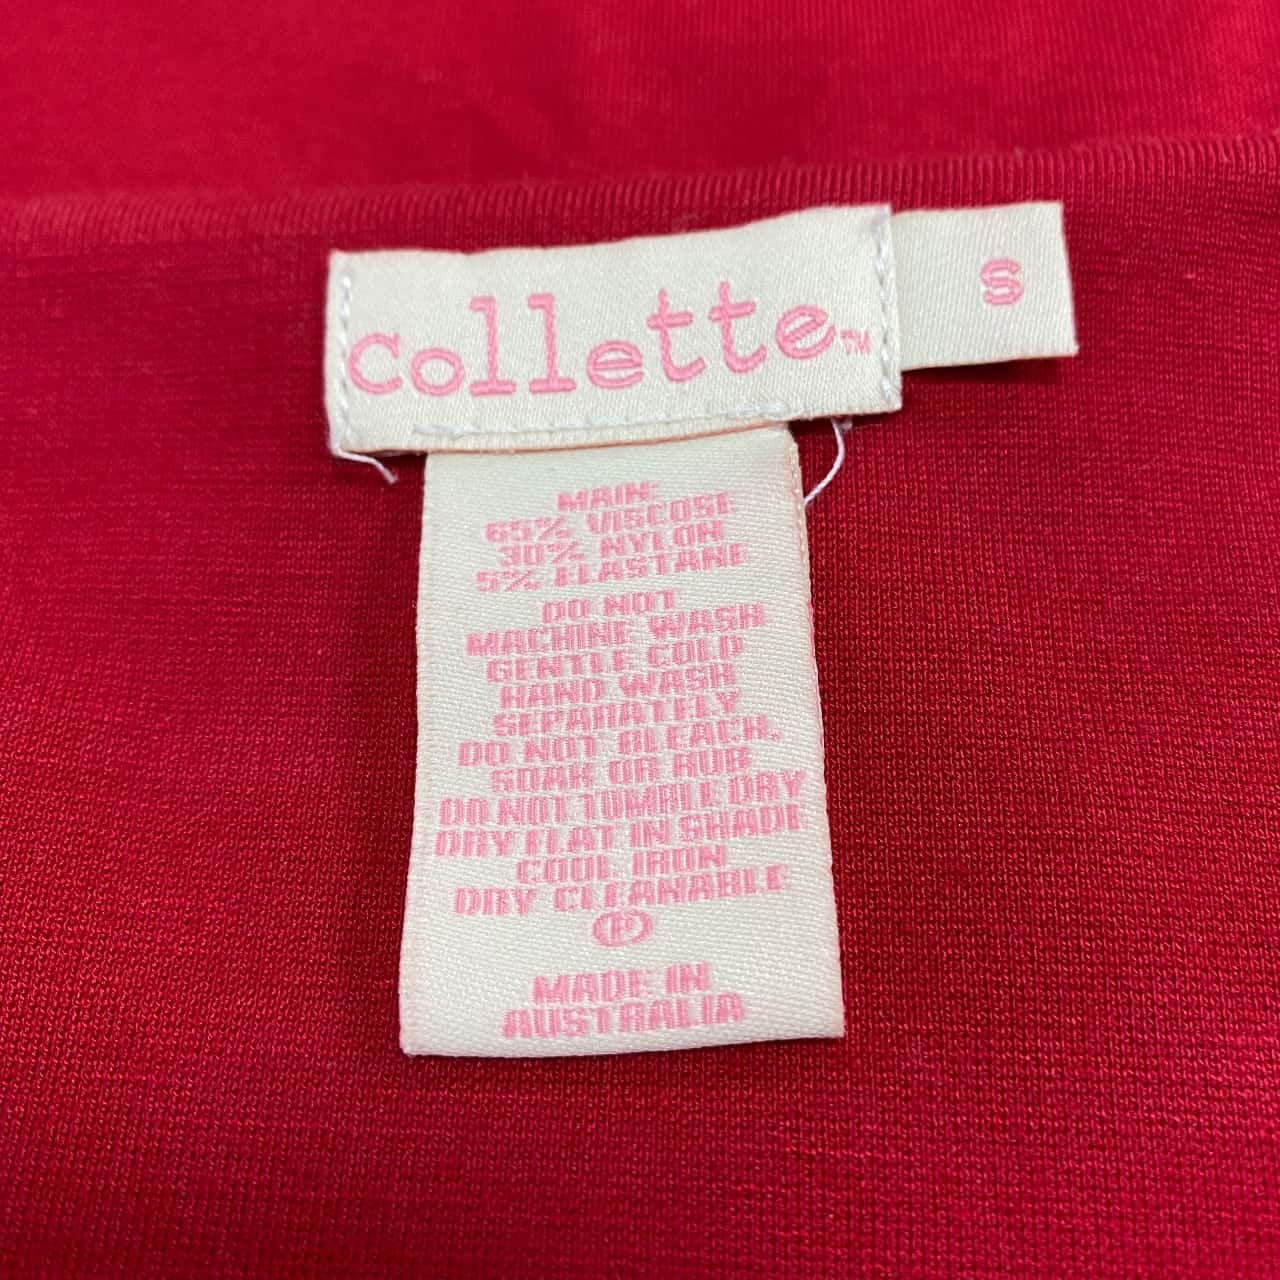 collette™
S
MAIN:
65% VISCOSE
30% NYLON
5% ELASTANE
DO NOT
MACHINE WASH
GENTLE COLD
HAND WASH
SEPARATELY
DO NOT BLEACH,
SOAK OR RUB
DO NOT TUMBLE DRY
DRY FLAT IN SHADE
COOL IRON
DRY CLEANABLE
Ⓟ
MADE IN
AUSTRALIA